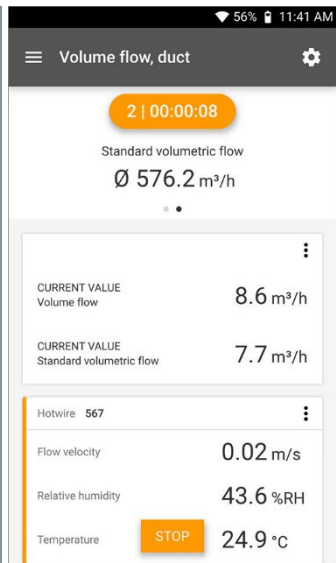 56% 11:41 AM
Volume flow, duct
2 | 00:00:08
Standard volumetric flow
Ø 576.2 m³/h
CURRENT VALUE
Volume flow
8.6 m³/h
CURRENT VALUE
Standard volumetric flow
7.7 m³/h
Hotwire 567
Flow velocity 0.02 m/s
Relative humidity 43.6 %RH
Temperature 24.9 °C
STOP